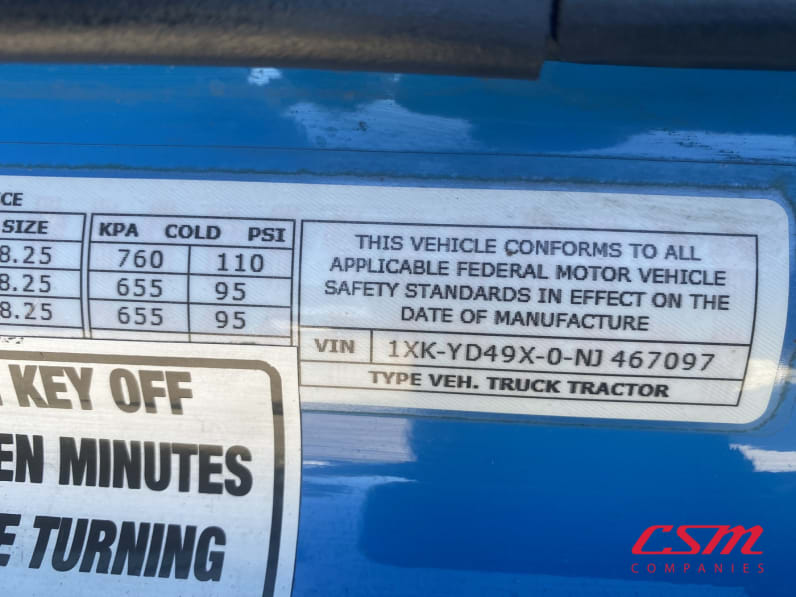 CE
SIZE KPA COLD PSI
8.25 760 110
8.25 655 95
8.25 655 95
THIS VEHICLE CONFORMS TO ALL
APPLICABLE FEDERAL MOTOR VEHICLE
SAFETY STANDARDS IN EFFECT ON THE
DATE OF MANUFACTURE
VIN 1XK-YD49X-0-NJ 467097
TYPE VEH. TRUCK TRACTOR
KEY OFF
EN MINUTES
E TURNING
CSM
COMPANIES